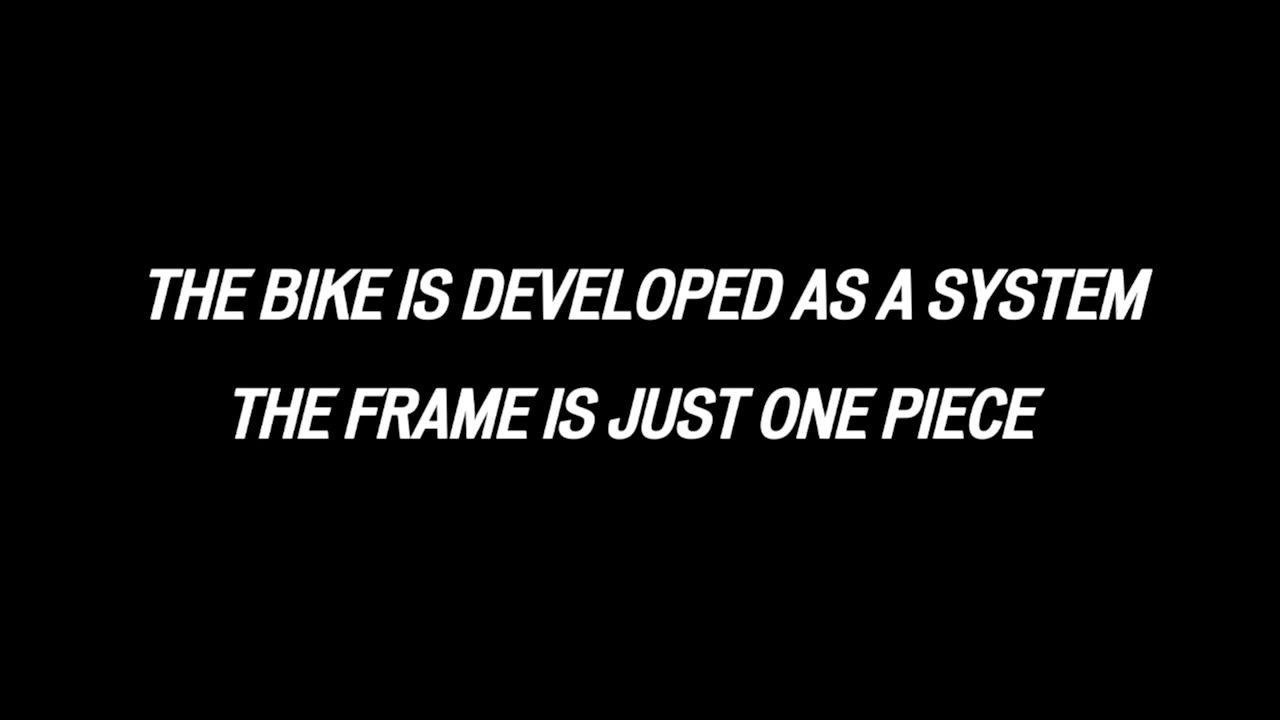 THE BIKE IS DEVELOPED AS A SYSTEM
THE FRAME IS JUST ONE PIECE